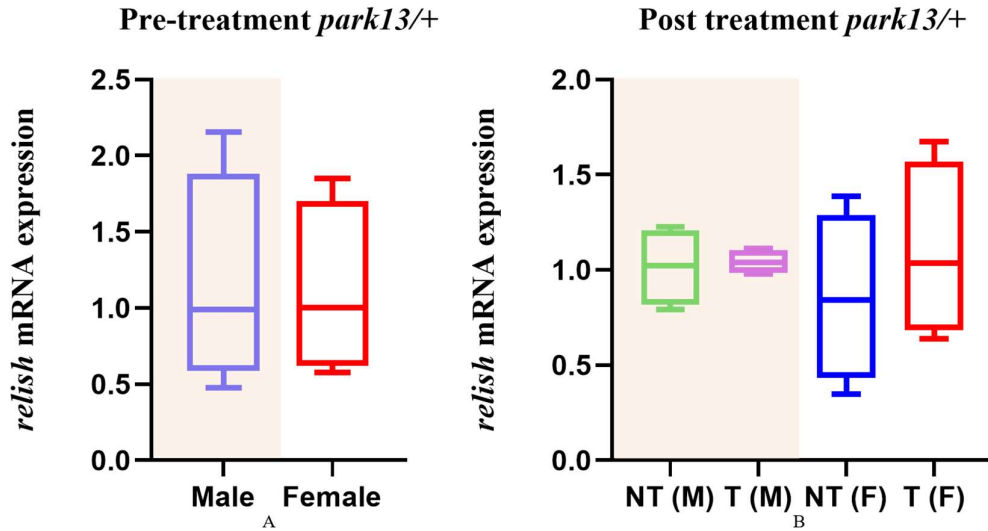 Pre-treatment park13/+
relish mRNA expression
2.5
2.0
1.5
1.0
0.5
0.0
Male Female
A
Post treatment park13/+
relish mRNA expression
2.0
1.5
1.0
0.5
0.0
NT (M) T (M) NT (F) T (F)
B